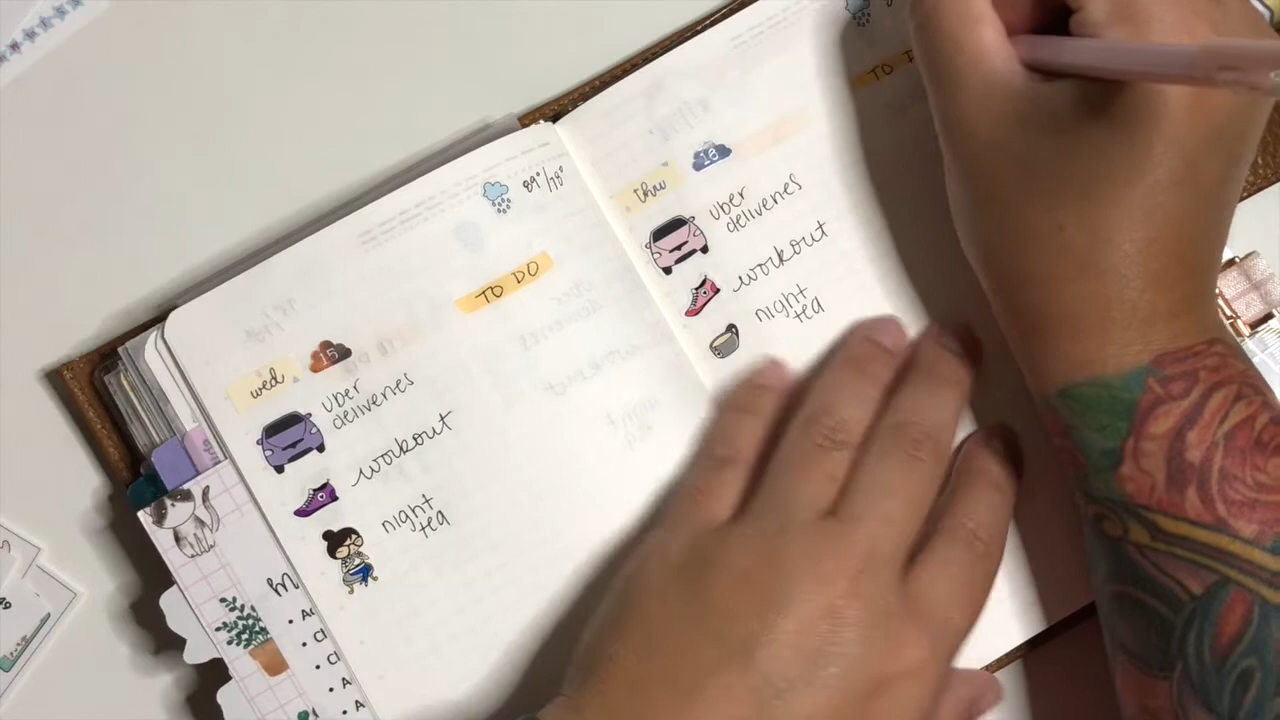 89°/78°
TO DO
wed
15
uber
deliveries
workout
night
tea
thu
18
uber
deliveries
workout
night
tea
TO